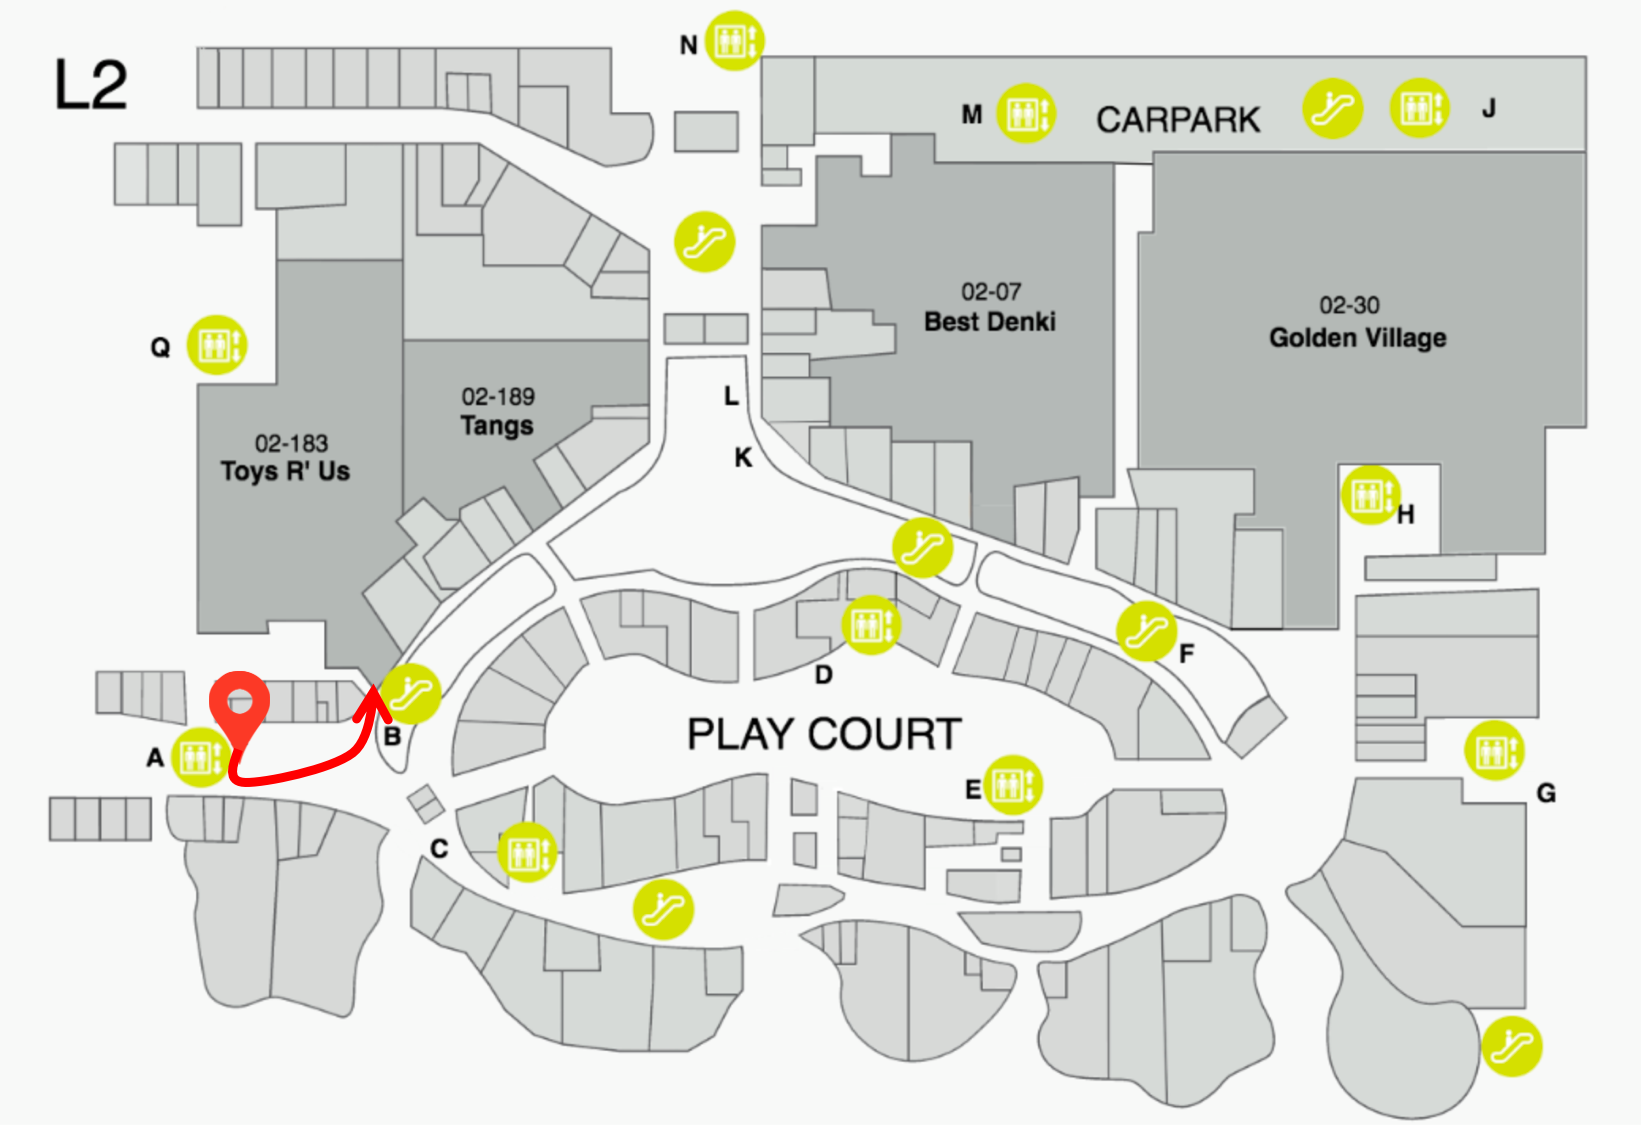 L2
N
M
CARPARK
J
02-07
Best Denki
02-30
Golden Village
Q
02-189
Tangs
L
02-183
Toys R' Us
K
H
F
D
A
B
PLAY COURT
E
G
C